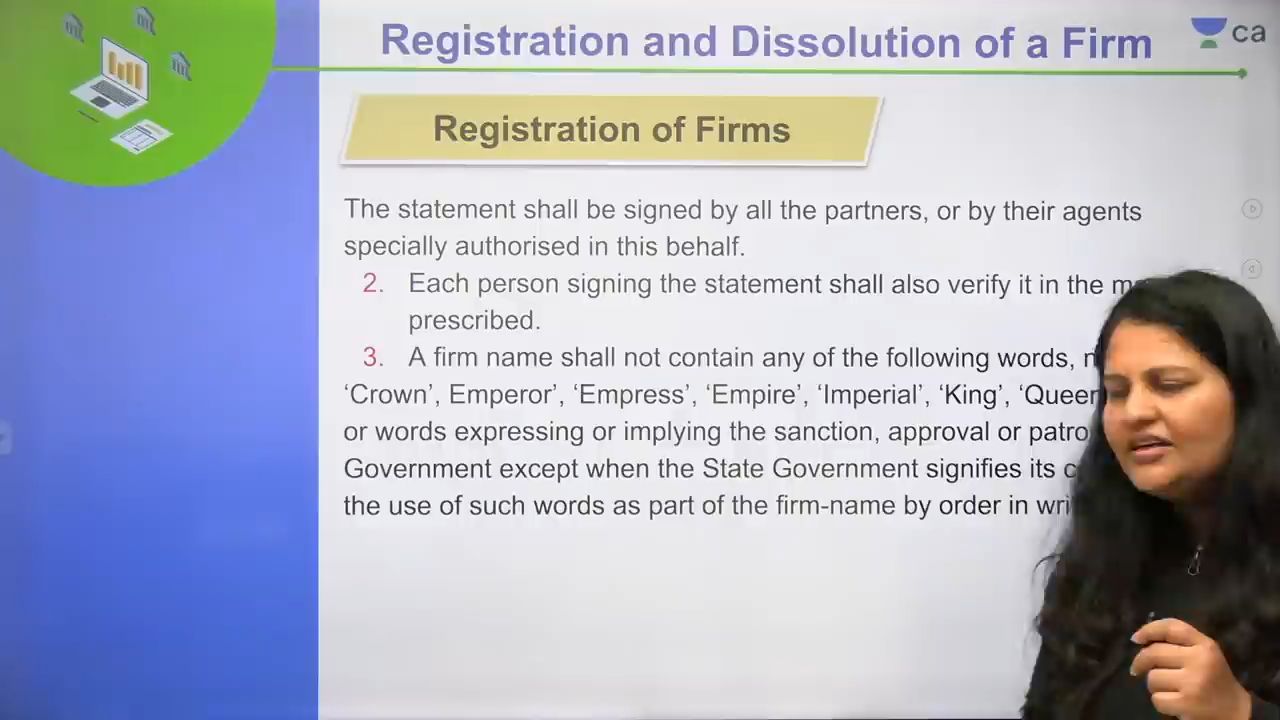 Registration and Dissolution of a Firm
ca
Registration of Firms
The statement shall be signed by all the partners, or by their agents
specially authorised in this behalf.
2. Each person signing the statement shall also verify it in the
prescribed.
3. A firm name shall not contain any of the following words,
‘Crown’, Emperor’, ‘Empress’, ‘Empire’, ‘Imperial’, ‘King’, ‘Queen
or words expressing or implying the sanction, approval or
Government except when the State Government signifies its
the use of such words as part of the firm-name by order in